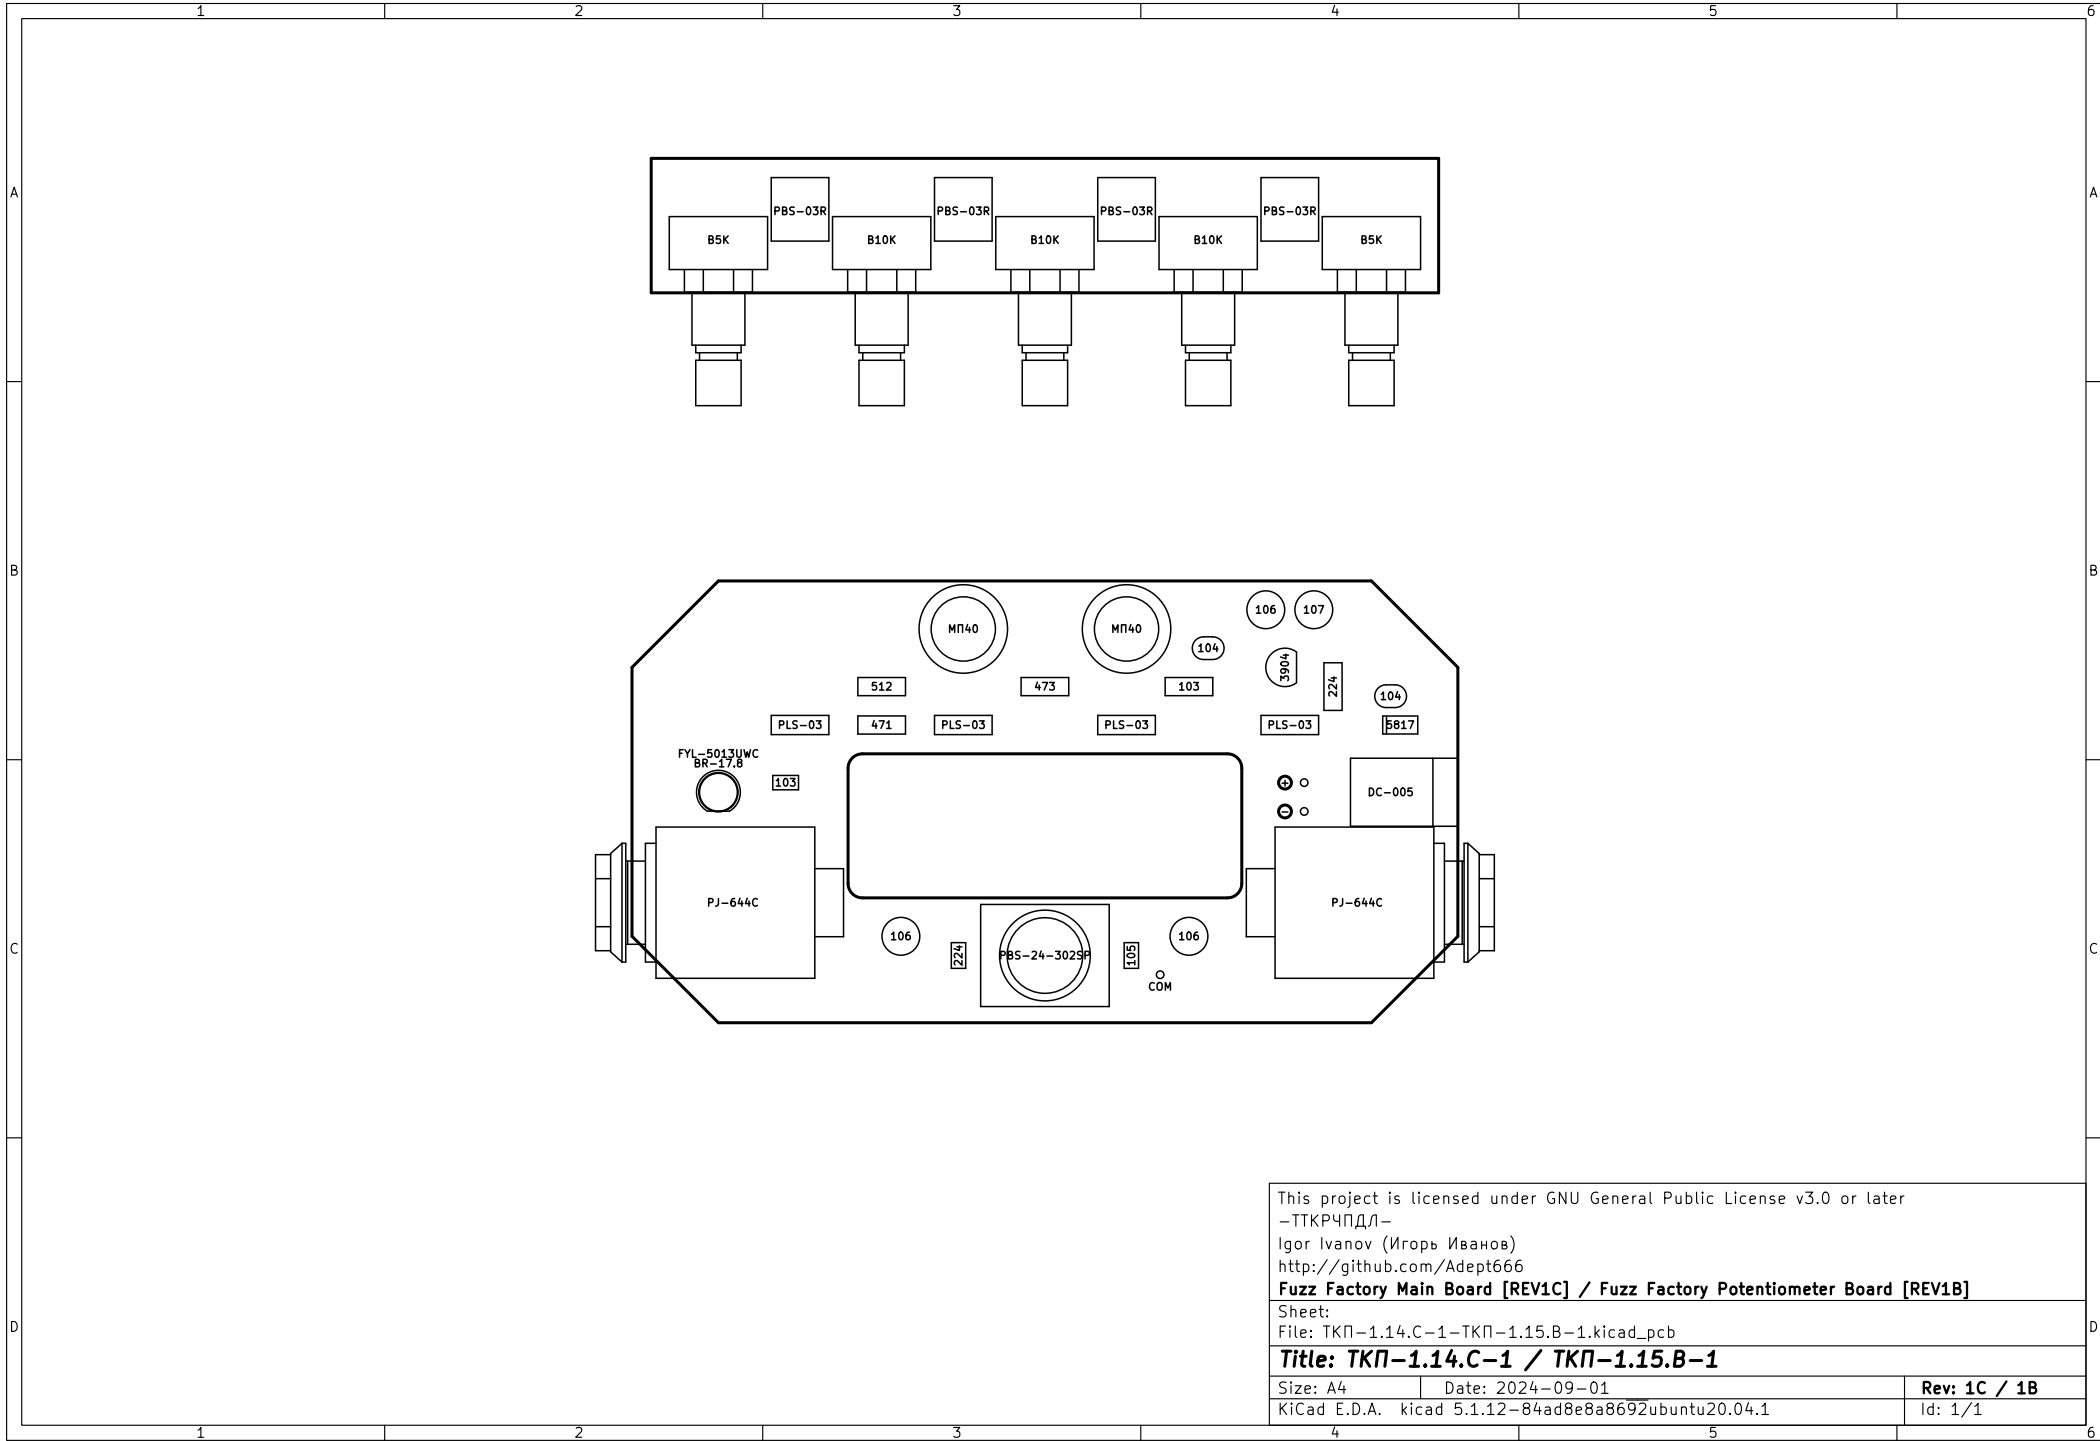 1 2 3 4 5 6
A A
PBS-03R PBS-03R PBS-03R PBS-03R
B5K B10K B10K B10K B5K
B B
106 107
МП40 МП40
104
3904
512 473 103 224
104
PLS-03 471 PLS-03 PLS-03 PLS-03 5817
FYL-5013UWC
BR-17.8
103 +
DC-005
-
PJ-644C PJ-644C
106 106
C C
224 PBS-24-302SP 105
COM
This project is licensed under GNU General Public License v3.0 or later
-ТТКРЧПДЛ-
Igor Ivanov (Игорь Иванов)
http://github.com/Adept666
Fuzz Factory Main Board [REV1C] / Fuzz Factory Potentiometer Board [REV1B]
Sheet:
D D
File: ТКП-1.14.C-1-ТКП-1.15.B-1.kicad_pcb
Title: ТКП-1.14.C-1 / ТКП-1.15.B-1
Size: A4 Date: 2024-09-01 Rev: 1C / 1B
KiCad E.D.A. kicad 5.1.12-84ad8e8a8692ubuntu20.04.1 Id: 1/1
1 2 3 4 5 6